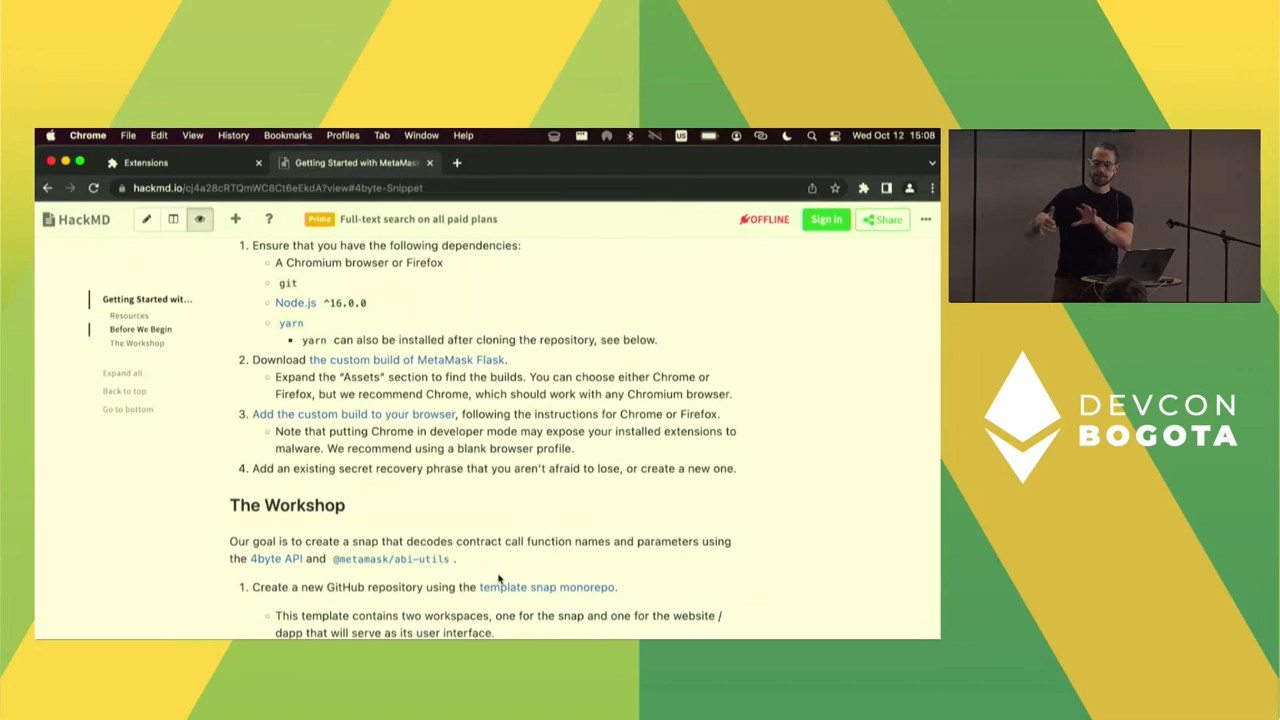 Chrome File Edit View History Bookmarks Profiles Tab Window Help US Wed Oct 12 15:08
Extensions
Getting Started with MetaMas
hackmd.io/cj4a28cRTQmWC8Ct6eEkdA?view#4byte-Snippet
HackMD
Prime Full-text search on all paid plans
OFFLINE
Sign in
Share
Getting Started wit...
Resources
Before We Begin
The Workshop
Expand all
Back to top
Go to bottom
1. Ensure that you have the following dependencies:
A Chromium browser or Firefox
git
Node.js ^16.0.0
yarn
yarn can also be installed after cloning the repository, see below.
2. Download the custom build of MetaMask Flask.
Expand the “Assets” section to find the builds. You can choose either Chrome or
Firefox, but we recommend Chrome, which should work with any Chromium browser.
3. Add the custom build to your browser, following the instructions for Chrome or Firefox.
Note that putting Chrome in developer mode may expose your installed extensions to
malware. We recommend using a blank browser profile.
4. Add an existing secret recovery phrase that you aren’t afraid to lose, or create a new one.
The Workshop
Our goal is to create a snap that decodes contract call function names and parameters using
the 4byte API and @metamask/abi-utils .
1. Create a new GitHub repository using the template snap monorepo.
This template contains two workspaces, one for the snap and one for the website /
dapp that will serve as its user interface.
DEVCON
BOGOTA